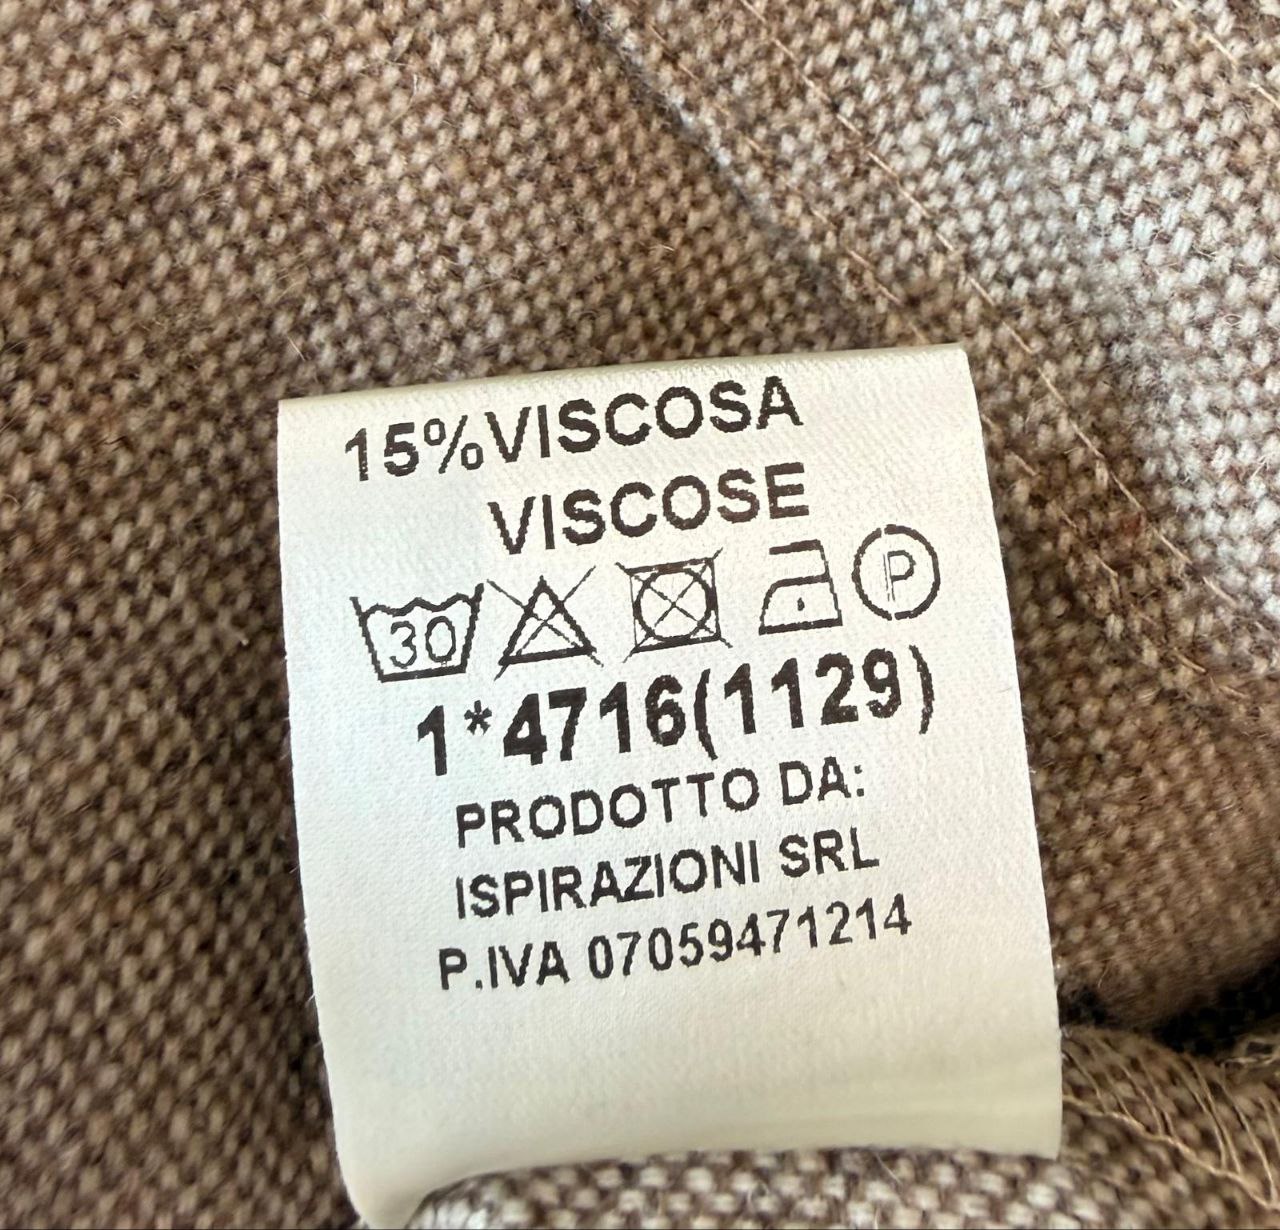 15%VISCOSA
VISCOSE
30 P
1*4716(1129)
PRODOTTO DA:
ISPIRAZIONI SRL
P.IVA 07059471214